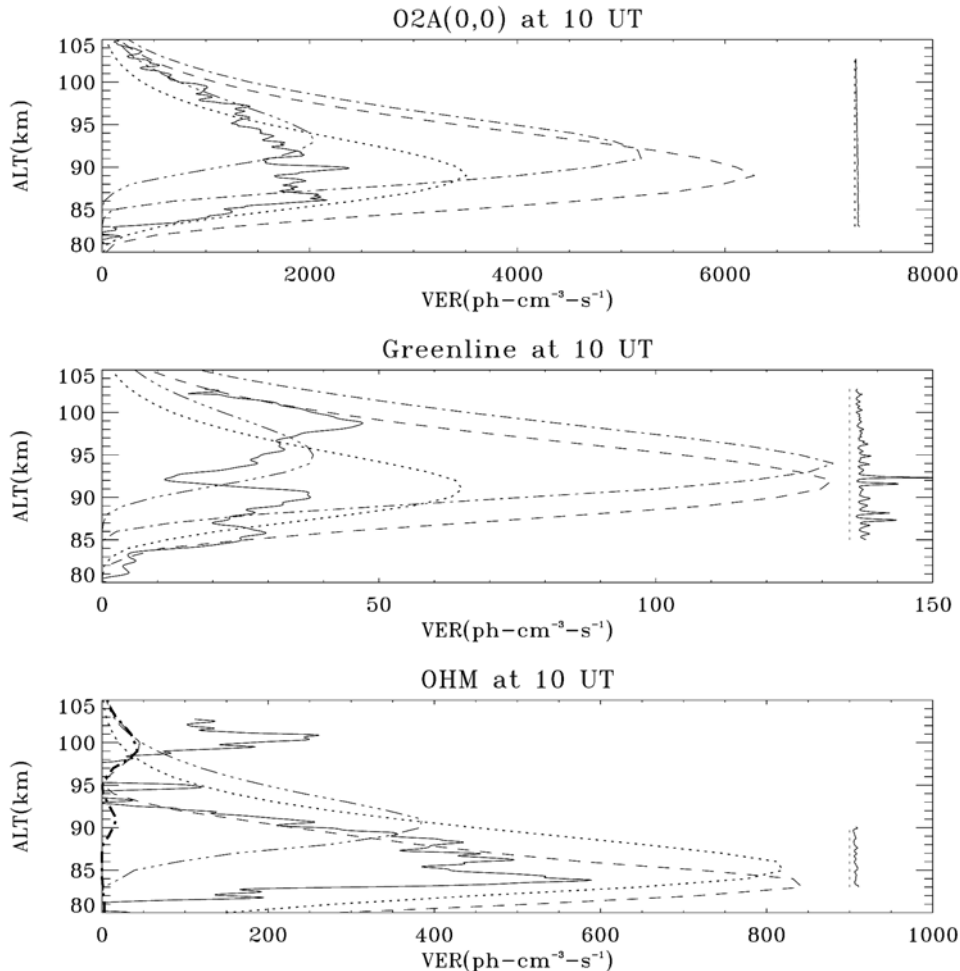 O2A(0,0) at 10 UT
ALT(km)
105
100
95
90
85
80
0 2000 4000 6000 8000
VER(ph-cm⁻³-s⁻¹)
Greenline at 10 UT
ALT(km)
105
100
95
90
85
80
0 50 100 150
VER(ph-cm⁻³-s⁻¹)
OHM at 10 UT
ALT(km)
105
100
95
90
85
80
0 200 400 600 800 1000
VER(ph-cm⁻³-s⁻¹)